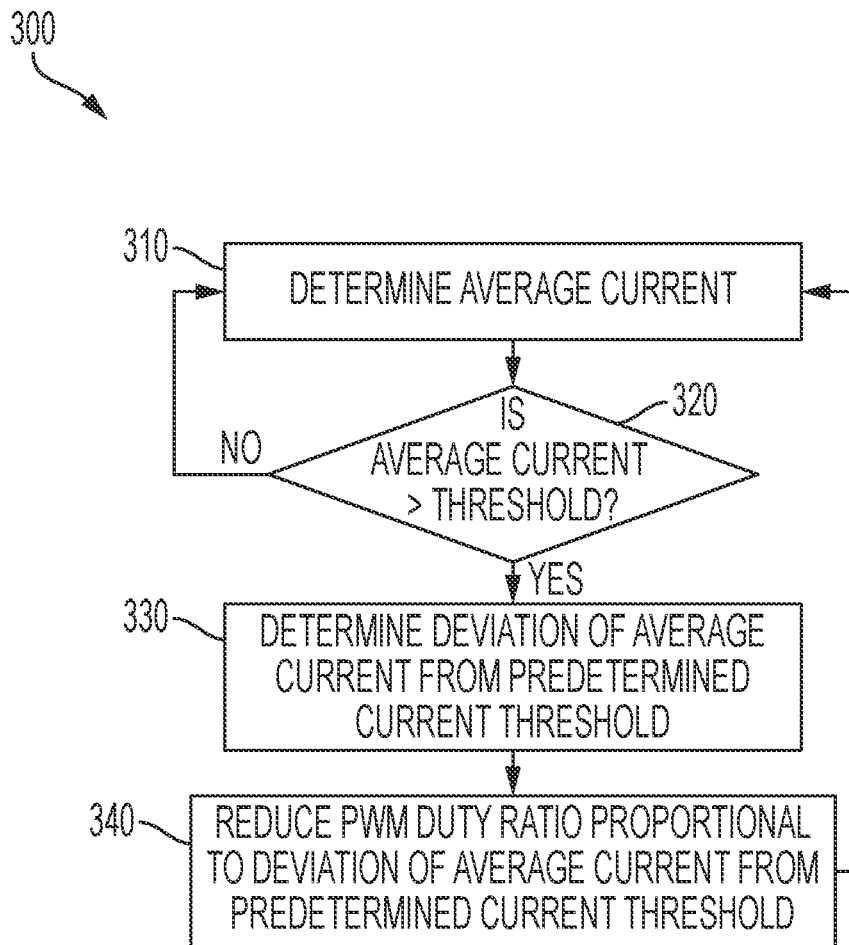 300
310
DETERMINE AVERAGE CURRENT
320
IS
AVERAGE CURRENT
> THRESHOLD?
NO
YES
330
DETERMINE DEVIATION OF AVERAGE
CURRENT FROM PREDETERMINED
CURRENT THRESHOLD
340
REDUCE PWM DUTY RATIO PROPORTIONAL
TO DEVIATION OF AVERAGE CURRENT FROM
PREDETERMINED CURRENT THRESHOLD